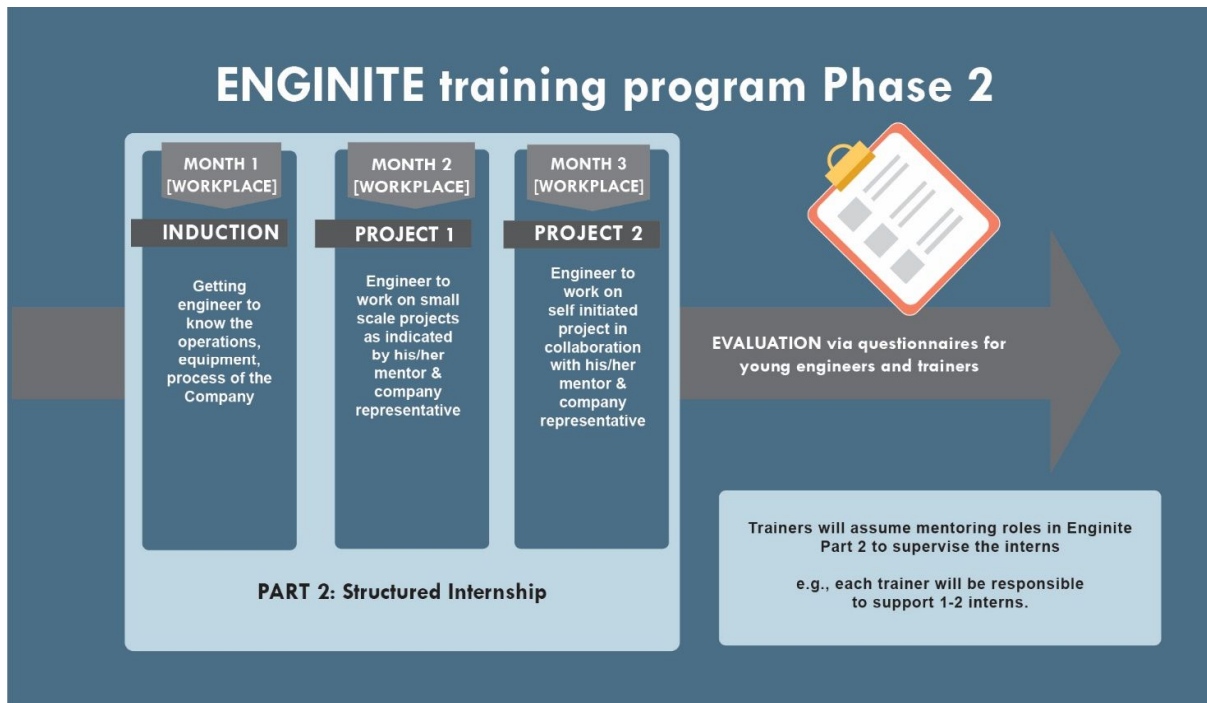 ENGINITE training program Phase 2
MONTH 1
[WORKPLACE]
INDUCTION
Getting
engineer to
know the
operations,
equipment,
process of the
Company
MONTH 2
[WORKPLACE]
PROJECT 1
Engineer to
work on small
scale projects
as indicated
by his/her
mentor &
company
representative
MONTH 3
[WORKPLACE]
PROJECT 2
Engineer to
work on
self initiated
project in
collaboration
with his/her
mentor &
company
representative
PART 2: Structured Internship
EVALUATION via questionnaires for
young engineers and trainers
Trainers will assume mentoring roles in Enginite
Part 2 to supervise the interns
e.g., each trainer will be responsible
to support 1-2 interns.